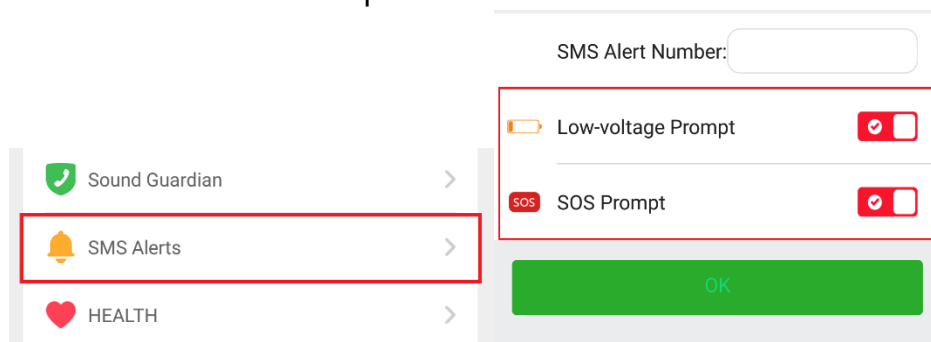 Sound Guardian
SMS Alerts
HEALTH
SMS Alert Number:
Low-voltage Prompt
SOS SOS Prompt
OK